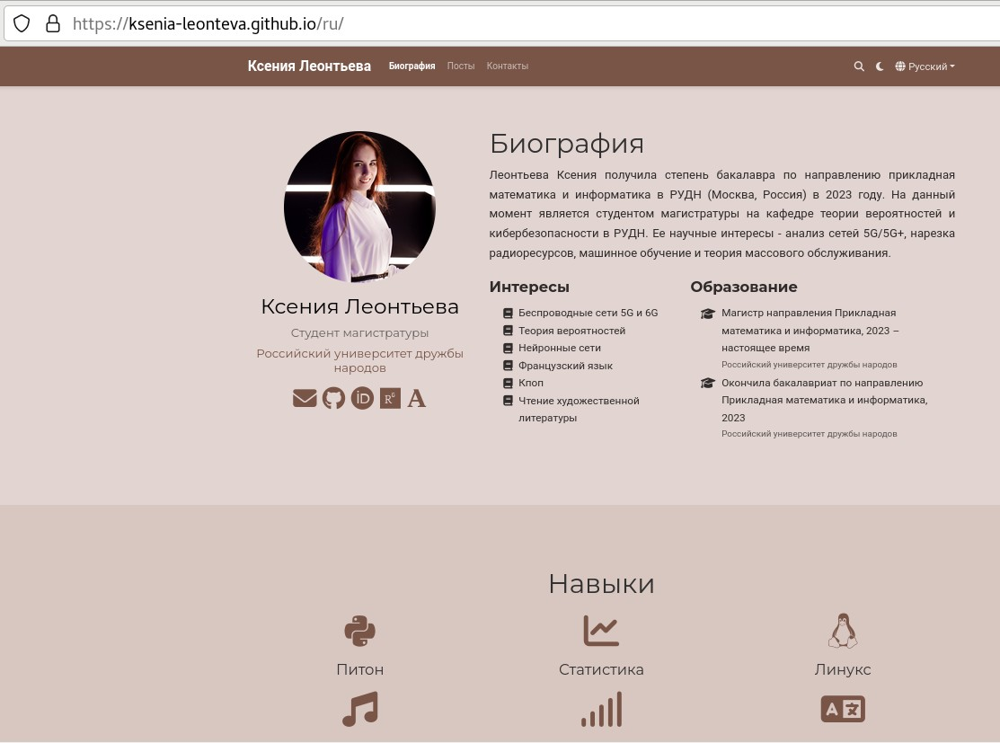 https://ksenia-leonteva.github.io/ru/
Ксения Леонтьева Биография Посты Контакты Русский
Биография
Леонтьева Ксения получила степень бакалавра по направлению прикладная
математика и информатика в РУДН (Москва, Россия) в 2023 году. На данный
момент является студентом магистратуры на кафедре теории вероятностей и
кибербезопасности в РУДН. Ее научные интересы - анализ сетей 5G/5G+, нарезка
радиоресурсов, машинное обучение и теория массового обслуживания.
Ксения Леонтьева
Студент магистратуры
Российский университет дружбы
народов
iD
R⁶
Интересы
Беспроводные сети 5G и 6G
Теория вероятностей
Нейронные сети
Французский язык
Кпоп
Чтение художественной
литературы
Образование
Магистр направления Прикладная
математика и информатика, 2023 –
настоящее время
Российский университет дружбы народов
Окончила бакалавриат по направлению
Прикладная математика и информатика,
2023
Российский университет дружбы народов
Навыки
Питон
Статистика
Линукс